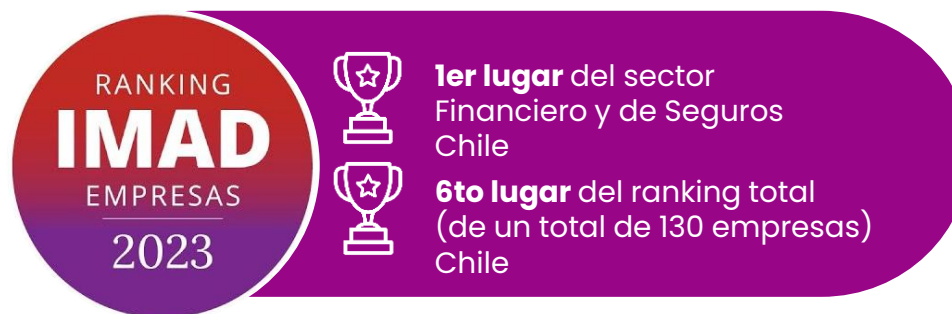 RANKING
IMAD
EMPRESAS
2023
1er lugar del sector
Financiero y de Seguros
Chile
6to lugar del ranking total
(de un total de 130 empresas)
Chile